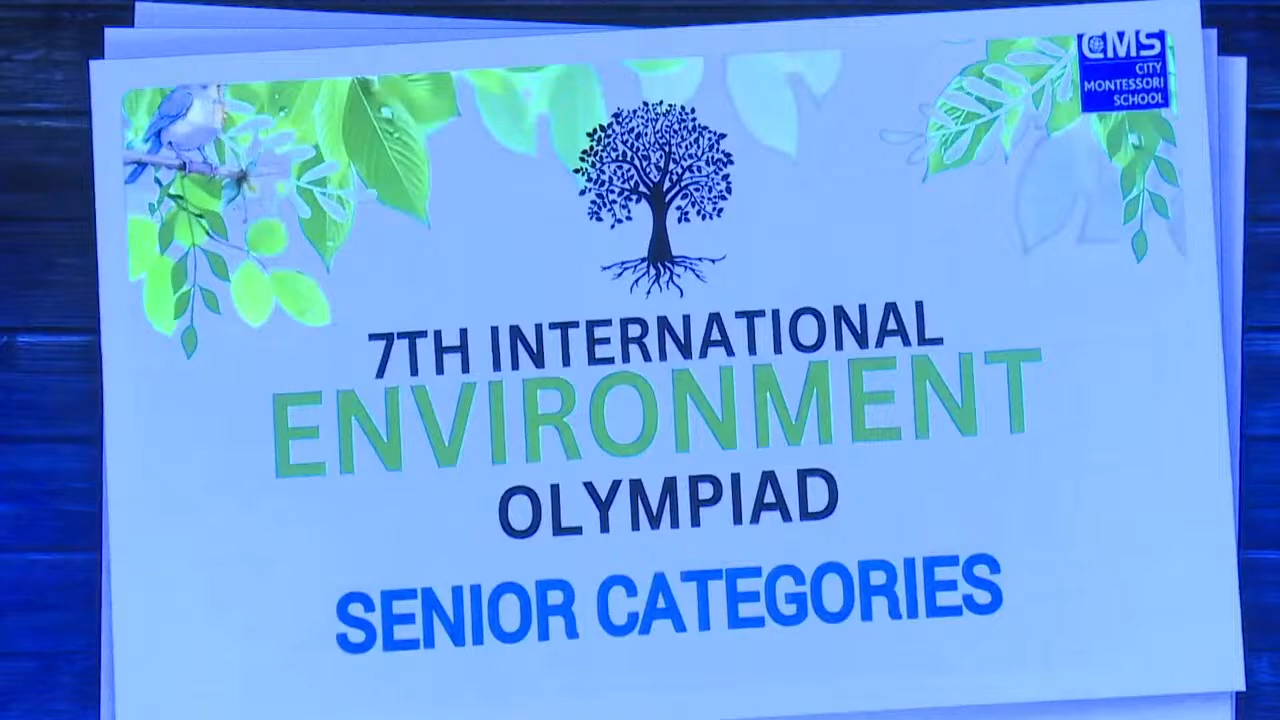 CMS
CITY
MONTESSORI
SCHOOL
7TH INTERNATIONAL
ENVIRONMENT
OLYMPIAD
SENIOR CATEGORIES